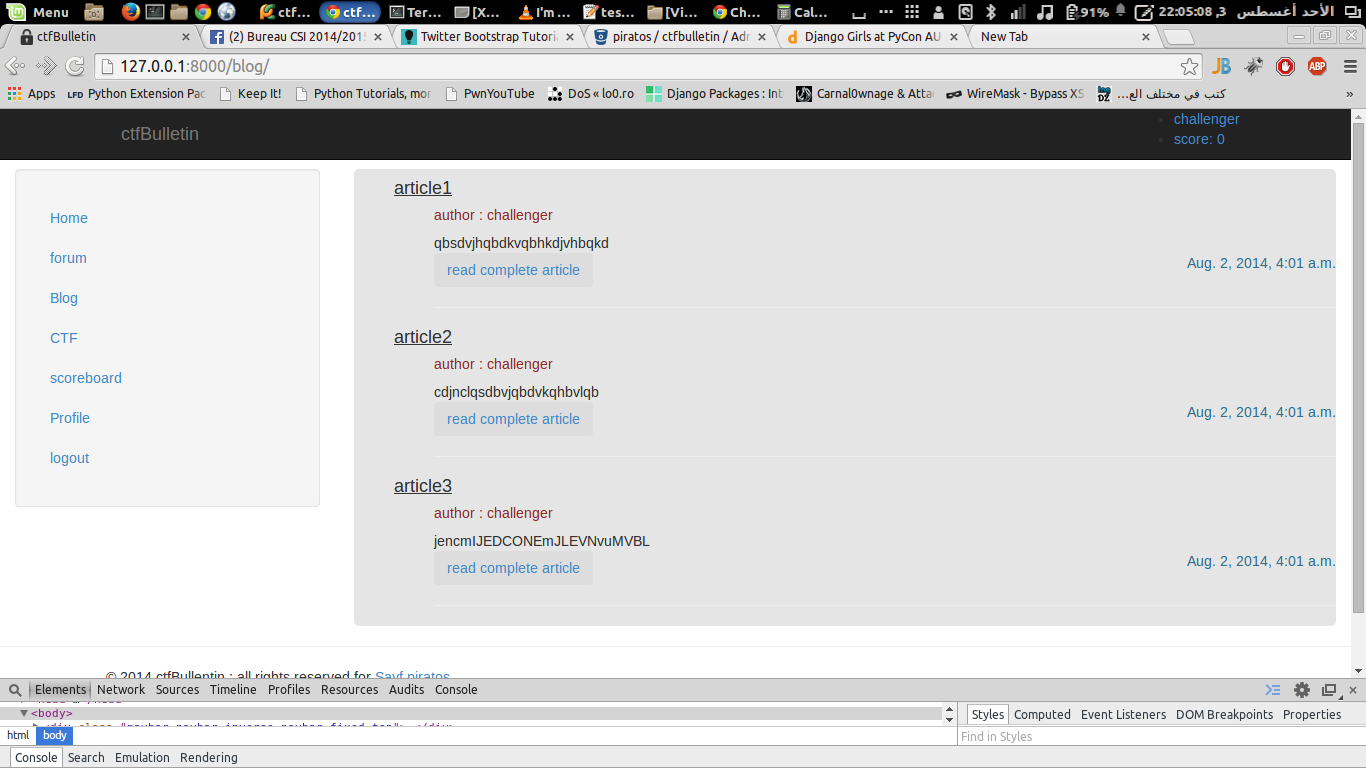 Menu ctf... ctf... Ter... [X... I'm ... tes... [Vi... Ch... Cal... 91% 22:05:08 ,3 الأحد أغسطس
ctfBulletin (2) Bureau CSI 2014/201 Twitter Bootstrap Tutori piratos / ctfbulletin / Adr Django Girls at PyCon AU New Tab
127.0.0.1:8000/blog/ JB ABP
Apps LFD Python Extension Pac Keep It! Python Tutorials, mor PwnYouTube DoS « lo0.ro Django Packages : Int Carnal0wnage & Atta WireMask - Bypass XS كتب في مختلف الع... »
ctfBulletin
challenger
score: 0
Home
forum
Blog
CTF
scoreboard
Profile
logout
article1
author : challenger
qbsdvjhqbdkvqbhkdjvhbqkd
read complete article
Aug. 2, 2014, 4:01 a.m.
article2
author : challenger
cdjnclqsdbvjqbdvkqhbvlqb
read complete article
Aug. 2, 2014, 4:01 a.m.
article3
author : challenger
jencmIJEDCONEmJLEVNvuMVBL
read complete article
Aug. 2, 2014, 4:01 a.m.
© 2014 ctfBullentin : all rights reserved for Sayf piratos
Elements Network Sources Timeline Profiles Resources Audits Console
<body>
html body
Styles Computed Event Listeners DOM Breakpoints Properties
Find in Styles
Console Search Emulation Rendering